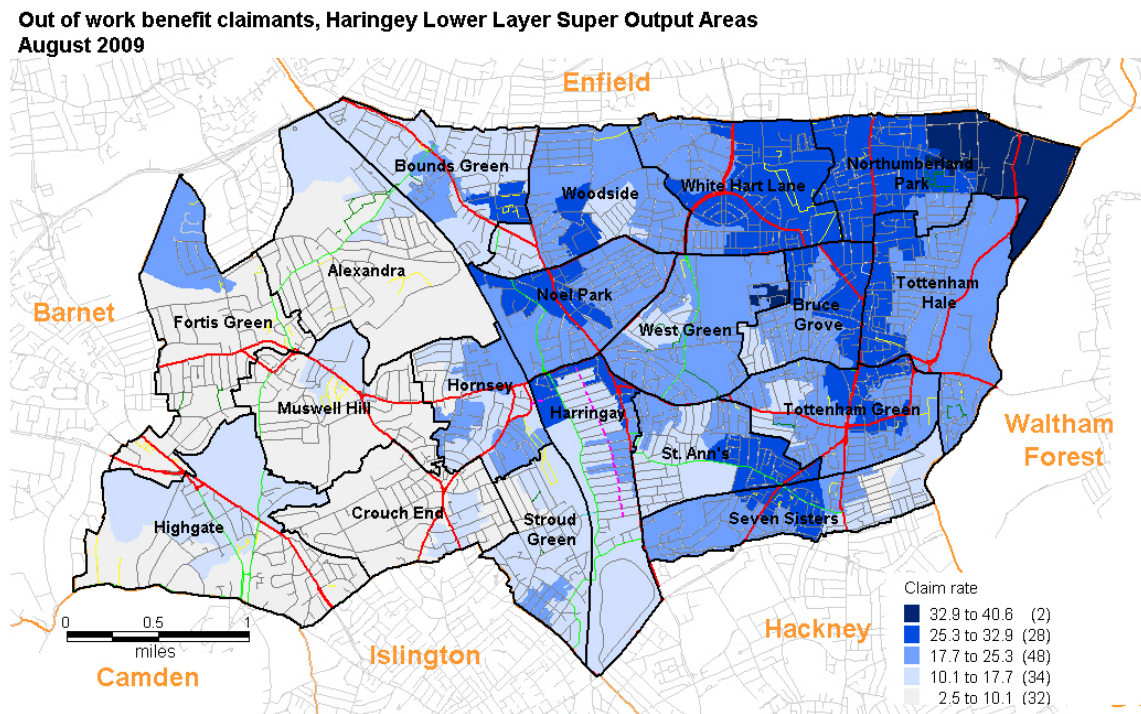 Out of work benefit claimants, Haringey Lower Layer Super Output Areas
August 2009
Enfield
Bounds Green
Woodside
White Hart Lane
Northumberland
Park
Alexandra
Noel Park
Tottenham
Hale
Barnet
Fortis Green
West Green
Bruce
Grove
Hornsey
Muswell Hill
Harringay
Tottenham Green
Waltham
Forest
St. Ann's
Crouch End
Stroud
Green
Seven Sisters
Highgate
Claim rate
32.9 to 40.6 (2)
25.3 to 32.9 (28)
17.7 to 25.3 (48)
10.1 to 17.7 (34)
2.5 to 10.1 (32)
0 0.5 1
miles
Hackney
Islington
Camden